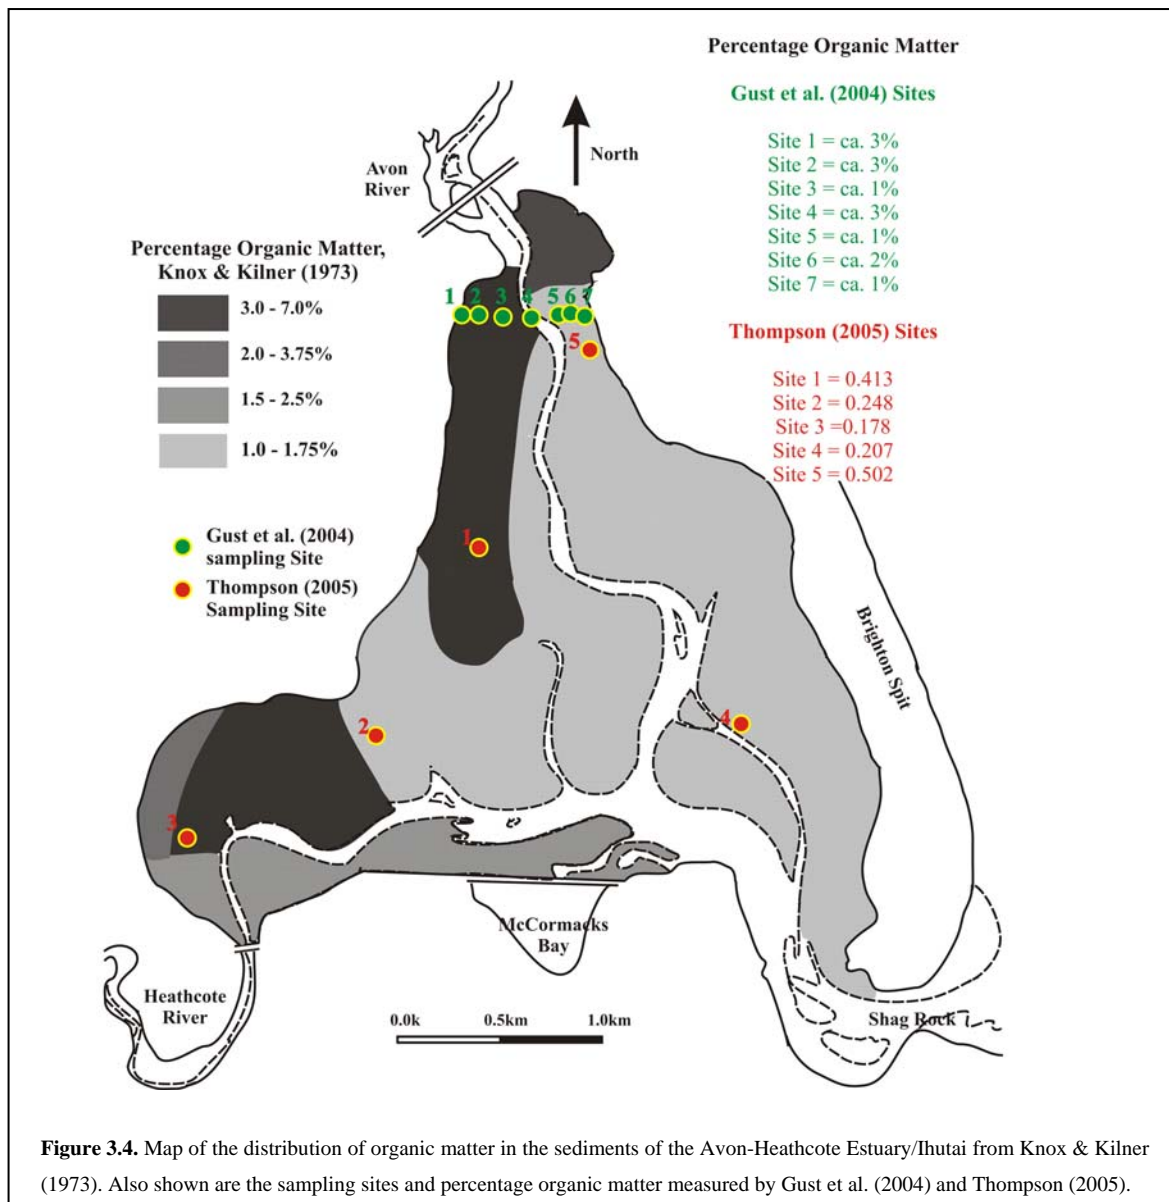 Percentage Organic Matter
Gust et al. (2004) Sites
Site 1 = ca. 3%
Site 2 = ca. 3%
Site 3 = ca. 1%
Site 4 = ca. 3%
Site 5 = ca. 1%
Site 6 = ca. 2%
Site 7 = ca. 1%
Thompson (2005) Sites
Site 1 = 0.413
Site 2 = 0.248
Site 3 =0.178
Site 4 = 0.207
Site 5 = 0.502
North
Avon
River
Percentage Organic Matter,
Knox & Kilner (1973)
3.0 - 7.0%
2.0 - 3.75%
1.5 - 2.5%
1.0 - 1.75%
Gust et al. (2004)
sampling Site
Thompson (2005)
Sampling Site
1 2 3 4 5 6 7
5
1
2
4
3
Brighton Spit
McCormacks
Bay
Heathcote
River
Shag Rock
0.0k 0.5km 1.0km
Figure 3.4. Map of the distribution of organic matter in the sediments of the Avon-Heathcote Estuary/Ihutai from Knox & Kilner
(1973). Also shown are the sampling sites and percentage organic matter measured by Gust et al. (2004) and Thompson (2005).